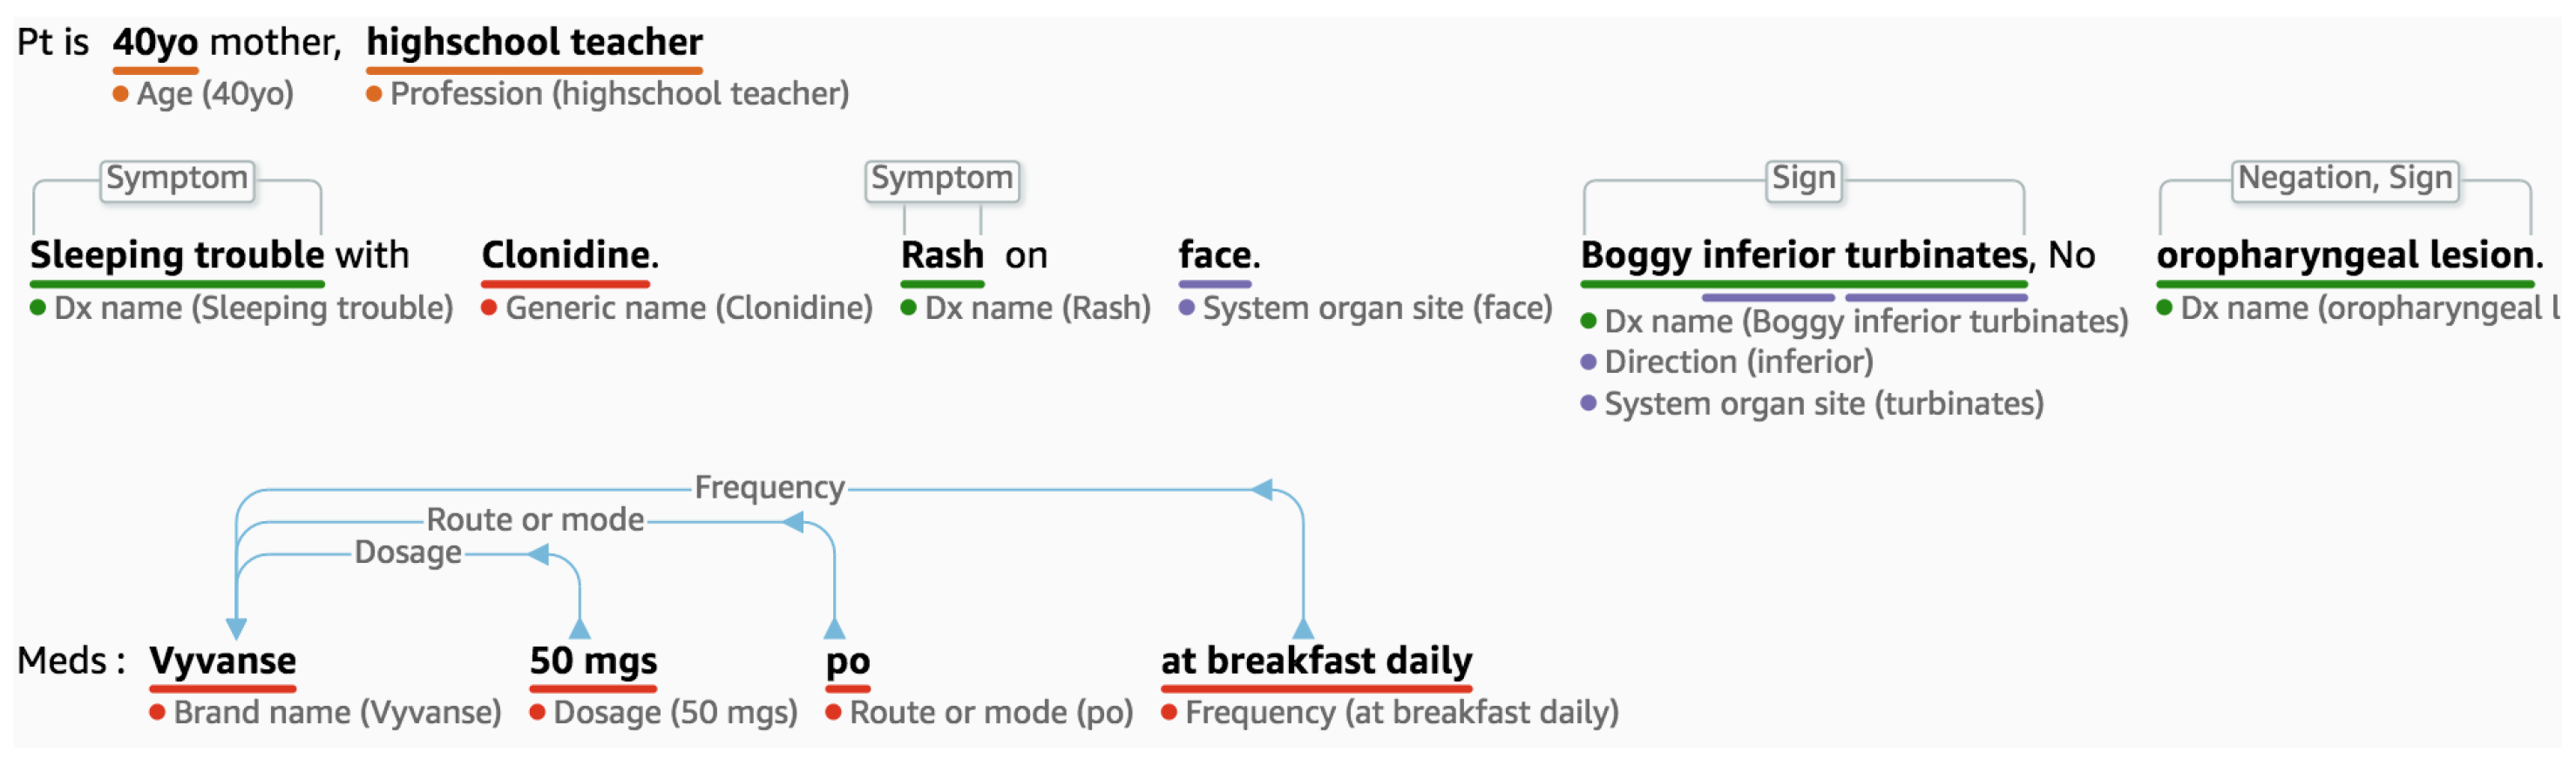 Pt is 40yo mother, highschool teacher
Age (40yo) Profession (highschool teacher)
Symptom Symptom Sign Negation, Sign
Sleeping trouble with Clonidine. Rash on face. Boggy inferior turbinates, No oropharyngeal lesion.
Dx name (Sleeping trouble) Generic name (Clonidine) Dx name (Rash) System organ site (face) Dx name (Boggy inferior turbinates) Dx name (oropharyngeal l
Direction (inferior)
System organ site (turbinates)
Frequency
Route or mode
Dosage
Meds : Vyvanse 50 mgs po at breakfast daily
Brand name (Vyvanse) Dosage (50 mgs) Route or mode (po) Frequency (at breakfast daily)